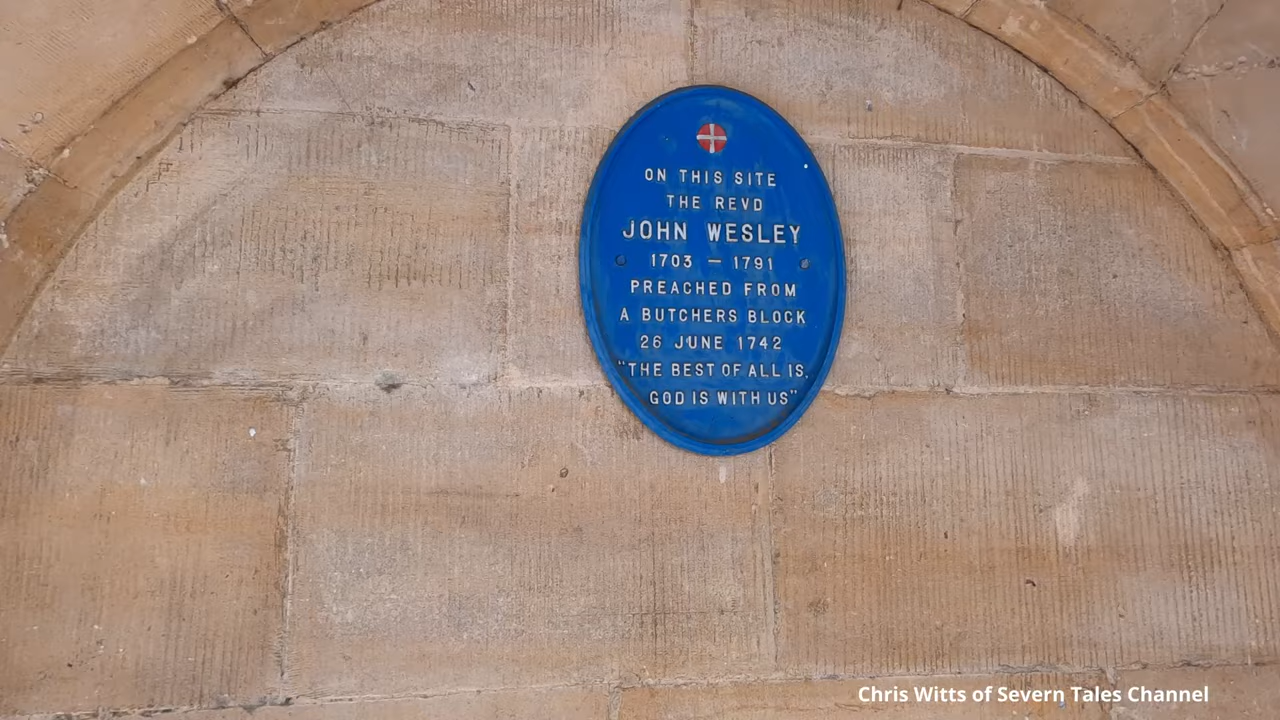 ON THIS SITE
THE REVD
JOHN WESLEY
1703 — 1791
PREACHED FROM
A BUTCHERS BLOCK
26 JUNE 1742
“THE BEST OF ALL IS,
GOD IS WITH US”
Chris Witts of Severn Tales Channel